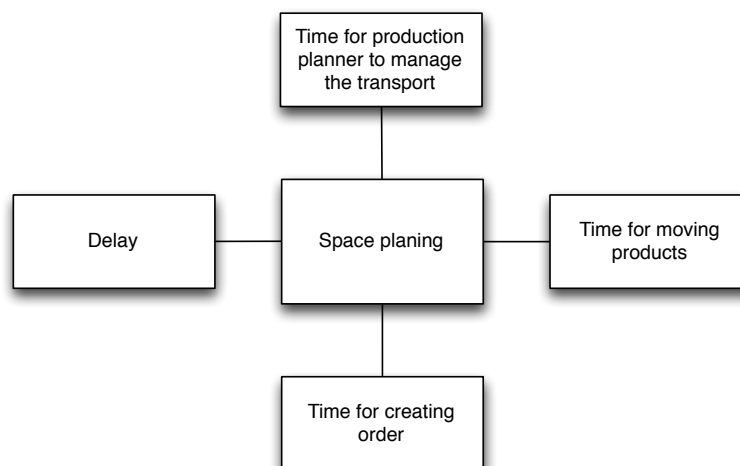 Time for production
planner to manage
the transport
Delay
Space planing
Time for moving
products
Time for creating
order